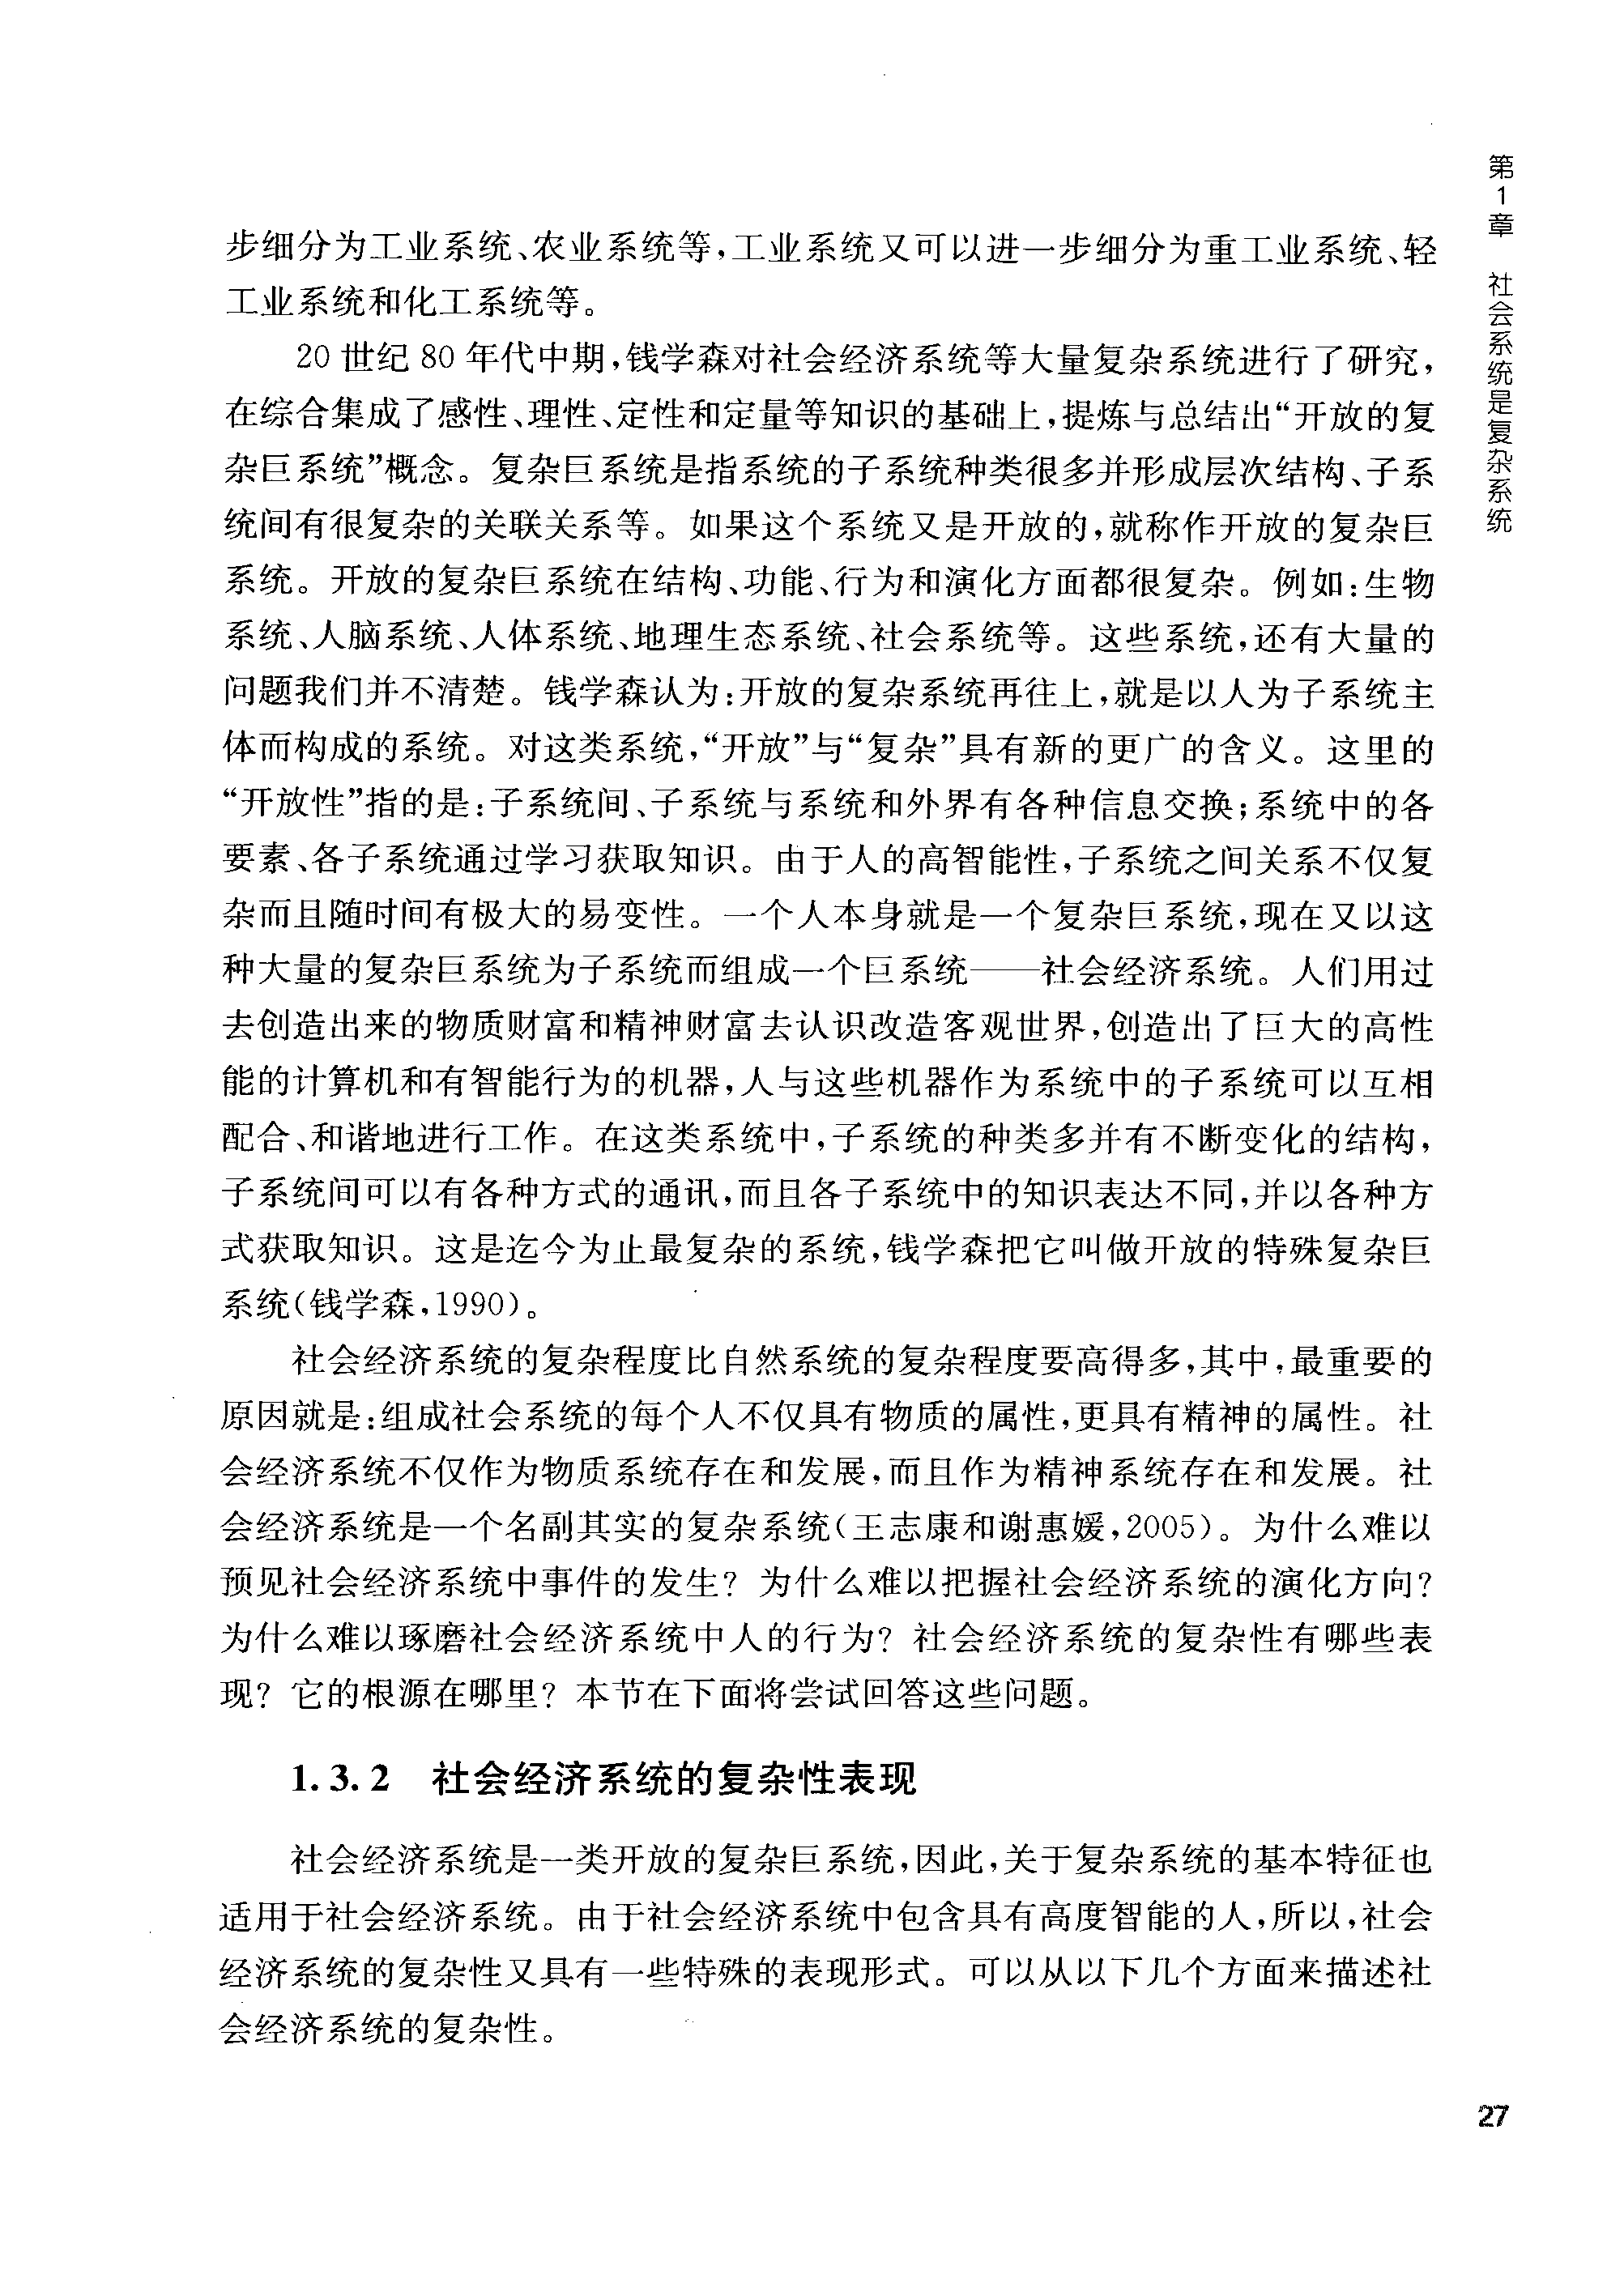 第1章 社会系统是复杂系统
步细分为工业系统、农业系统等,工业系统又可以进一步细分为重工业系统、轻
工业系统和化工系统等。
20 世纪 80 年代中期,钱学森对社会经济系统等大量复杂系统进行了研究,
在综合集成了感性、理性、定性和定量等知识的基础上,提炼与总结出“开放的复
杂巨系统”概念。复杂巨系统是指系统的子系统种类很多并形成层次结构、子系
统间有很复杂的关联关系等。如果这个系统又是开放的,就称作开放的复杂巨
系统。开放的复杂巨系统在结构、功能、行为和演化方面都很复杂。例如:生物
系统、人脑系统、人体系统、地理生态系统、社会系统等。这些系统,还有大量的
问题我们并不清楚。钱学森认为:开放的复杂系统再往上,就是以人为子系统主
体而构成的系统。对这类系统,“开放”与“复杂”具有新的更广的含义。这里的
“开放性”指的是:子系统间、子系统与系统和外界有各种信息交换;系统中的各
要素、各子系统通过学习获取知识。由于人的高智能性,子系统之间关系不仅复
杂而且随时间有极大的易变性。一个人本身就是一个复杂巨系统,现在又以这
种大量的复杂巨系统为子系统而组成一个巨系统——社会经济系统。人们用过
去创造出来的物质财富和精神财富去认识改造客观世界,创造出了巨大的高性
能的计算机和有智能行为的机器,人与这些机器作为系统中的子系统可以互相
配合、和谐地进行工作。在这类系统中,子系统的种类多并有不断变化的结构,
子系统间可以有各种方式的通讯,而且各子系统中的知识表达不同,并以各种方
式获取知识。这是迄今为止最复杂的系统,钱学森把它叫做开放的特殊复杂巨
系统(钱学森,1990)。
社会经济系统的复杂程度比自然系统的复杂程度要高得多,其中,最重要的
原因就是:组成社会系统的每个人不仅具有物质的属性,更具有精神的属性。社
会经济系统不仅作为物质系统存在和发展,而且作为精神系统存在和发展。社
会经济系统是一个名副其实的复杂系统(王志康和谢惠媛,2005)。为什么难以
预见社会经济系统中事件的发生? 为什么难以把握社会经济系统的演化方向?
为什么难以琢磨社会经济系统中人的行为? 社会经济系统的复杂性有哪些表
现? 它的根源在哪里? 本节在下面将尝试回答这些问题。
1.3.2 社会经济系统的复杂性表现
社会经济系统是一类开放的复杂巨系统,因此,关于复杂系统的基本特征也
适用于社会经济系统。由于社会经济系统中包含具有高度智能的人,所以,社会
经济系统的复杂性又具有一些特殊的表现形式。可以从以下几个方面来描述社
会经济系统的复杂性。
27